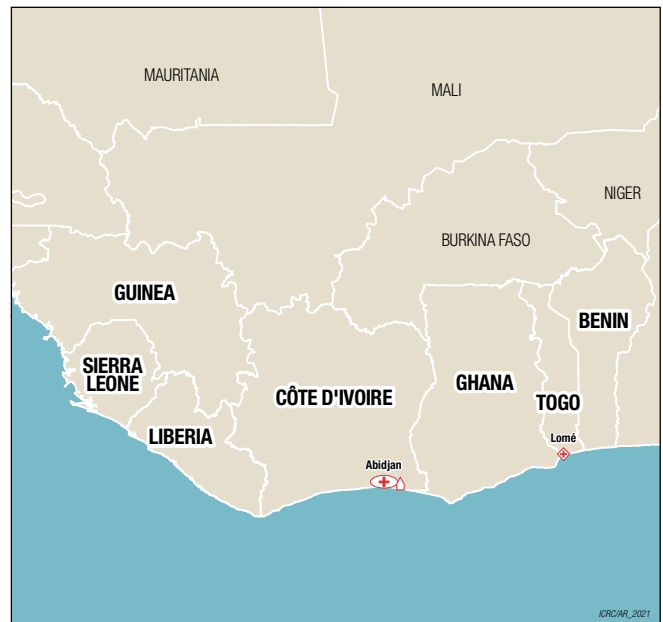 MAURITANIA
MALI
NIGER
BURKINA FASO
GUINEA
BENIN
SIERRA
LEONE
GHANA
CÔTE D'IVOIRE
TOGO
LIBERIA
Lomé
Abidjan
ICRC/AR_2021